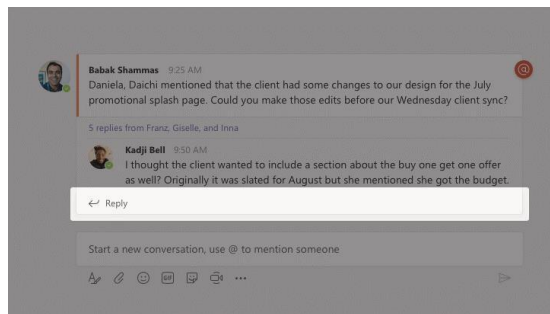 Babak Shammas 9:25 AM
Daniela, Daichi mentioned that the client had some changes to our design for the July
promotional splash page. Could you make those edits before our Wednesday client sync?
5 replies from Franz, Giselle, and Inna
Kadji Bell 9:50 AM
I thought the client wanted to include a section about the buy one get one offer
as well? Originally it was slated for August but she mentioned she got the budget.
Reply
Start a new conversation, use @ to mention someone
GIF